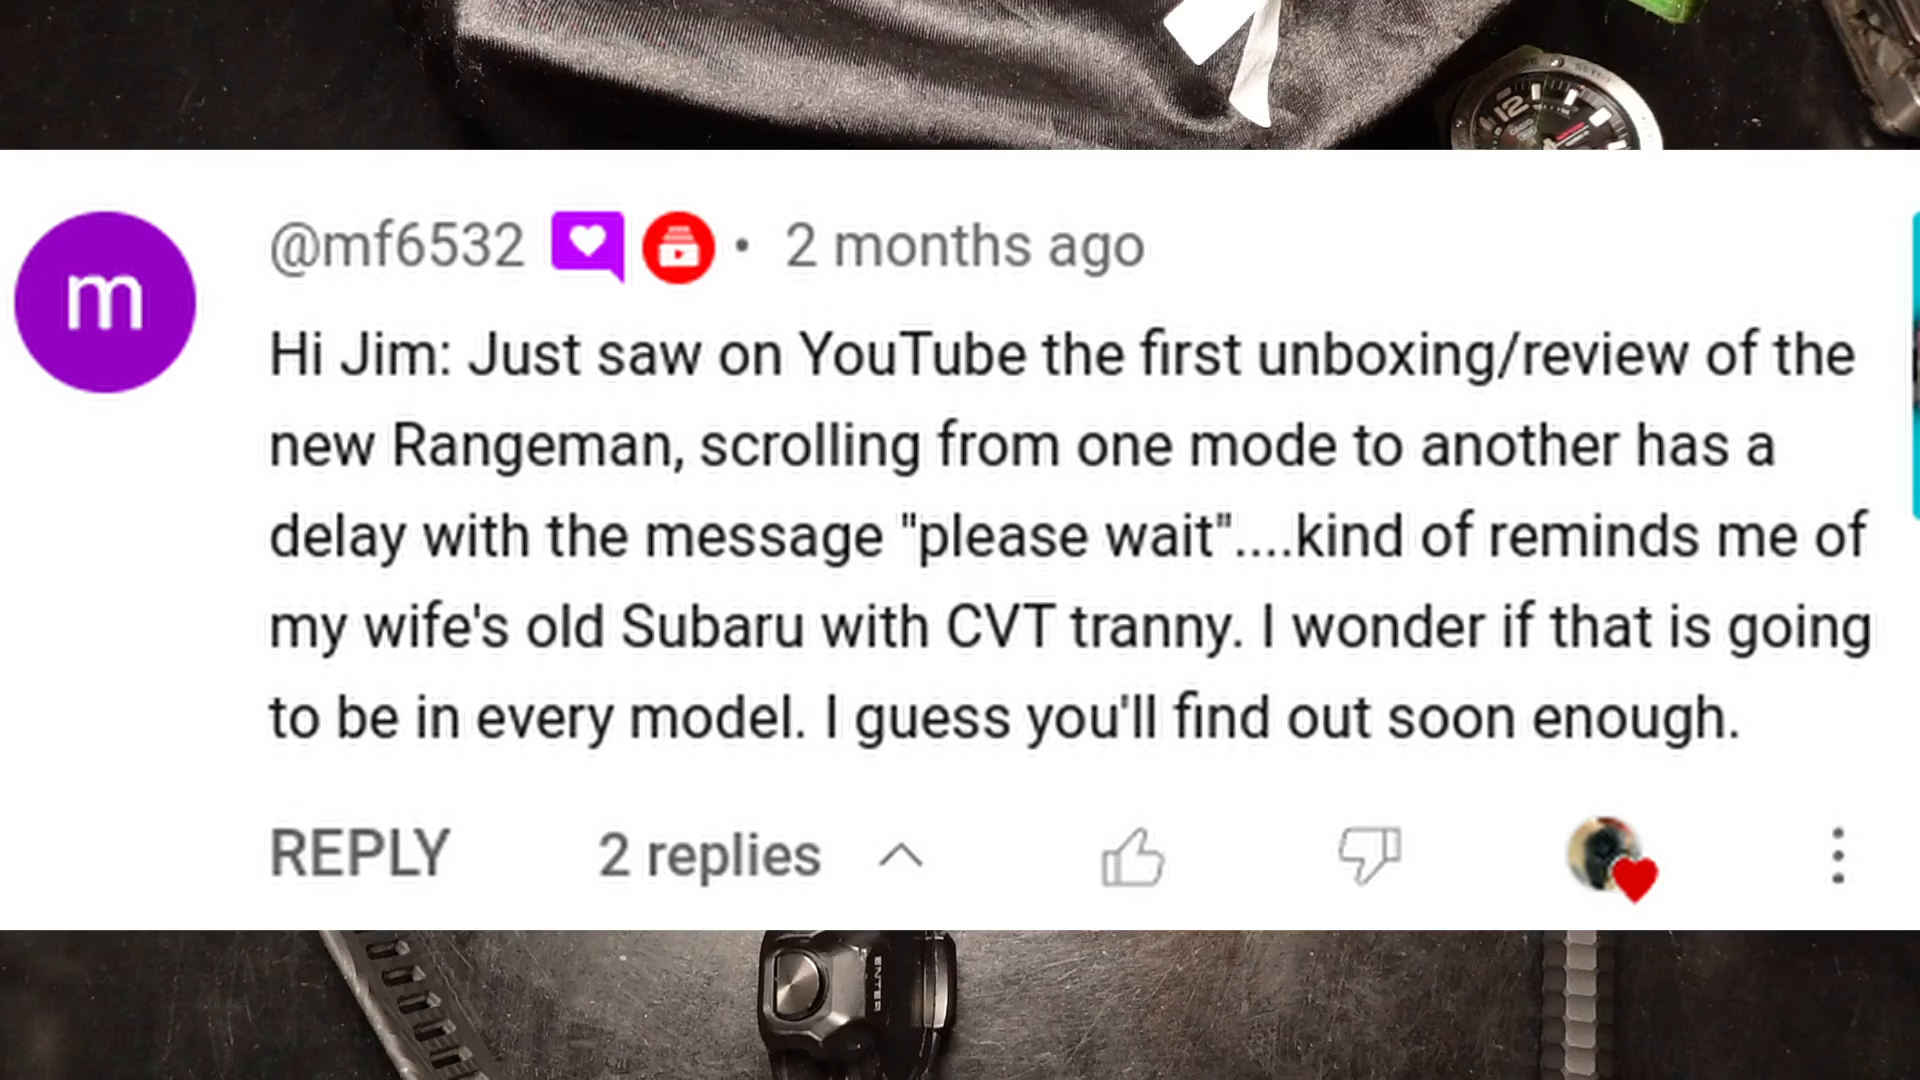 12
m
@mf6532 • 2 months ago
Hi Jim: Just saw on YouTube the first unboxing/review of the
new Rangeman, scrolling from one mode to another has a
delay with the message "please wait"....kind of reminds me of
my wife's old Subaru with CVT tranny. I wonder if that is going
to be in every model. I guess you'll find out soon enough.
REPLY 2 replies
ENTER